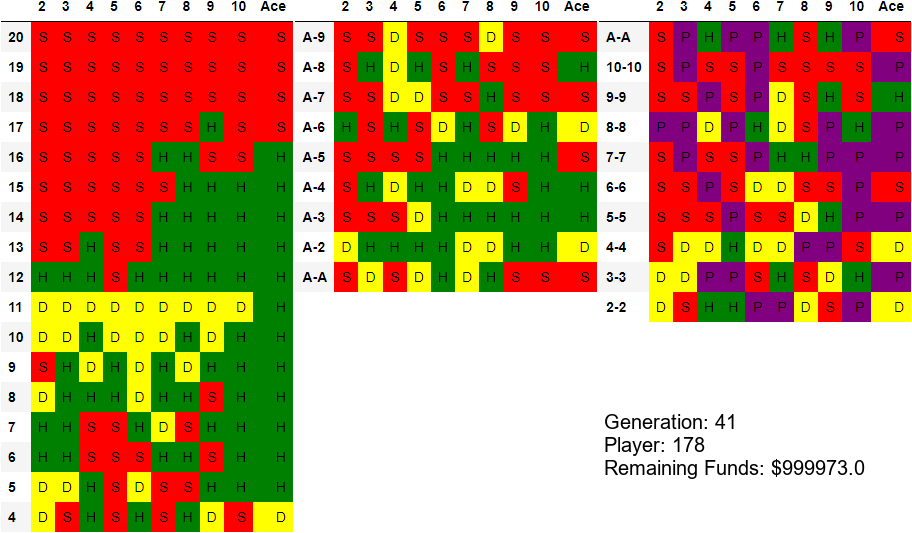 2 3 4 5 6 7 8 9 10 Ace
20 S S S S S S S S S S
19 S S S S S S S S S S
18 S S S S S S S S S S
17 S S S S S S S H S S
16 S S S S H H S S H
15 S S S S S H H H H
14 S S S S H H H H H
13 S S H S S H H H H H
12 H H H S H H H H H H
11 D D D D D D D D D H
10 D D H D D D H D H H
9 S H D H D H D H H H
8 D H H H D H H S H H
7 H H S S H D S H H H
6 H H S S S H H S H H
5 D D H S D S S H H H
4 D S H S H S H D S D
2 3 4 5 6 7 8 9 10 Ace
A-9 S S D S S S D S S S
A-8 S H D H S H S S S H
A-7 S S D D S S H S S S
A-6 H S H S D H S D H D
A-5 S S S S H H H H H S
A-4 S H D H H D D S H H
A-3 S S S D H H H H H H
A-2 D H H H H D D H H D
A-A S D S D H D H S S S
2 3 4 5 6 7 8 9 10 Ace
A-A S P H P P H S H P S
10-10 S P S S P S S S S P
9-9 S S P S P D S H S H
8-8 P P D P H D S P H P
7-7 S P S S P H H P P P
6-6 S S P S D D S S P S
5-5 S S S P S S D H P P
4-4 S D D H D D P P S D
3-3 D D P P S H S D H P
2-2 D S H H P P D S P D
Generation: 41
Player: 178
Remaining Funds: $999973.0